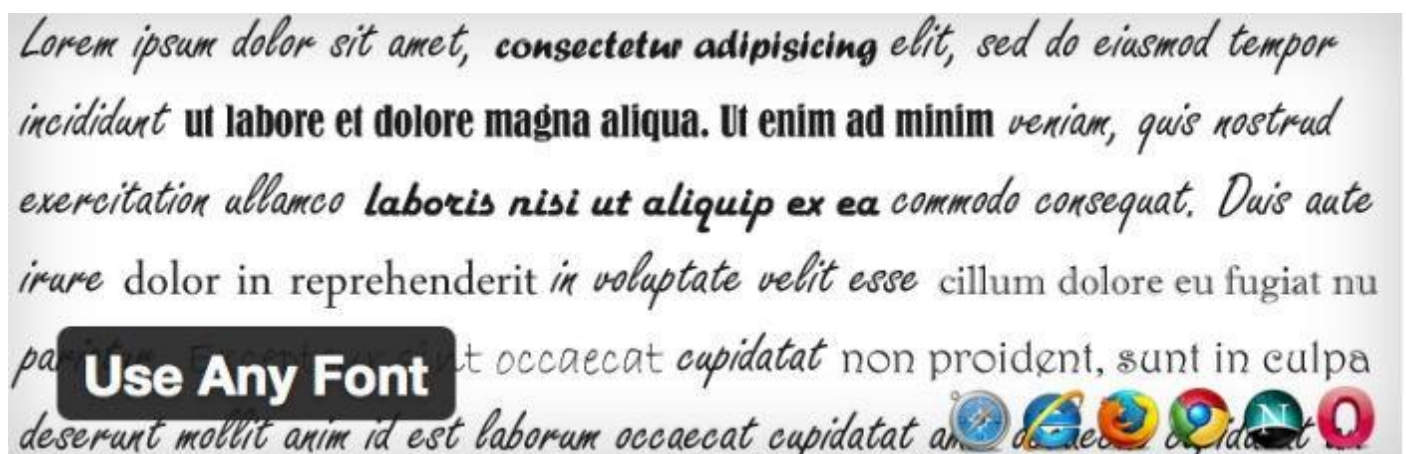 Lorem ipsum dolor sit amet, consectetur adipisicing elit, sed do eiusmod tempor
incididunt ut labore et dolore magna aliqua. Ut enim ad minim veniam, quis nostrud
exercitation ullamco laboris nisi ut aliquip ex ea commodo consequat. Duis aute
irure dolor in reprehenderit in voluptate velit esse cillum dolore eu fugiat nu
occaecat cupidatat non proident, sunt in culpa
Use Any Font
deserunt mollit anim id est laborum occaecat cupidatat